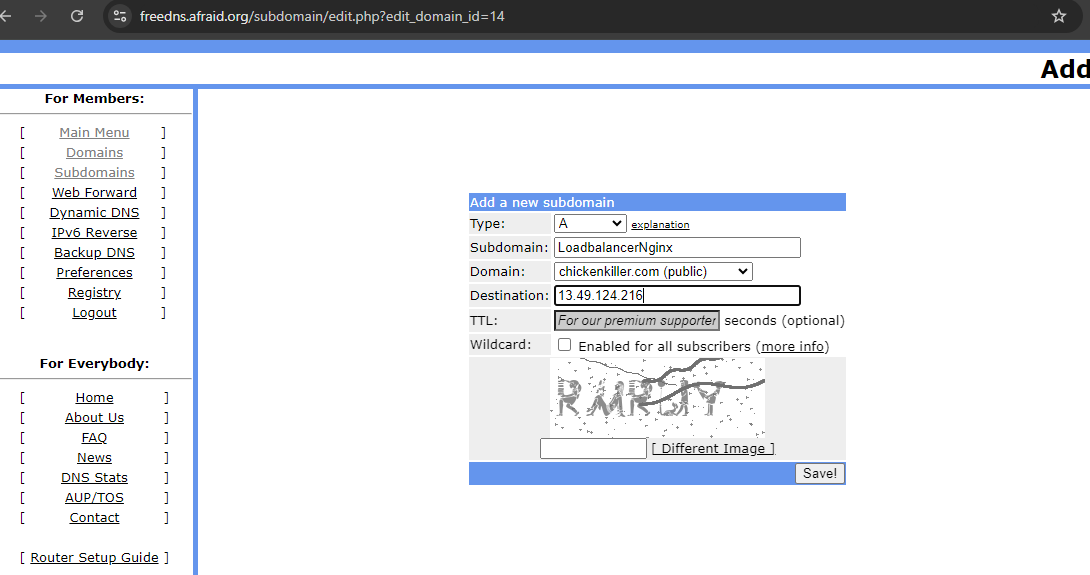 freedns.afraid.org/subdomain/edit.php?edit_domain_id=14
Add
For Members:
[ Main Menu ]
[ Domains ]
[ Subdomains ]
[ Web Forward ]
[ Dynamic DNS ]
[ IPv6 Reverse ]
[ Backup DNS ]
[ Preferences ]
[ Registry ]
[ Logout ]
For Everybody:
[ Home ]
[ About Us ]
[ FAQ ]
[ News ]
[ DNS Stats ]
[ AUP/TOS ]
[ Contact ]
[ Router Setup Guide ]
Add a new subdomain
Type: A explanation
Subdomain: LoadbalancerNginx
Domain: chickenkiller.com (public)
Destination: 13.49.124.216
TTL: For our premium supporter seconds (optional)
Wildcard: Enabled for all subscribers (more info)
[ Different Image ]
Save!